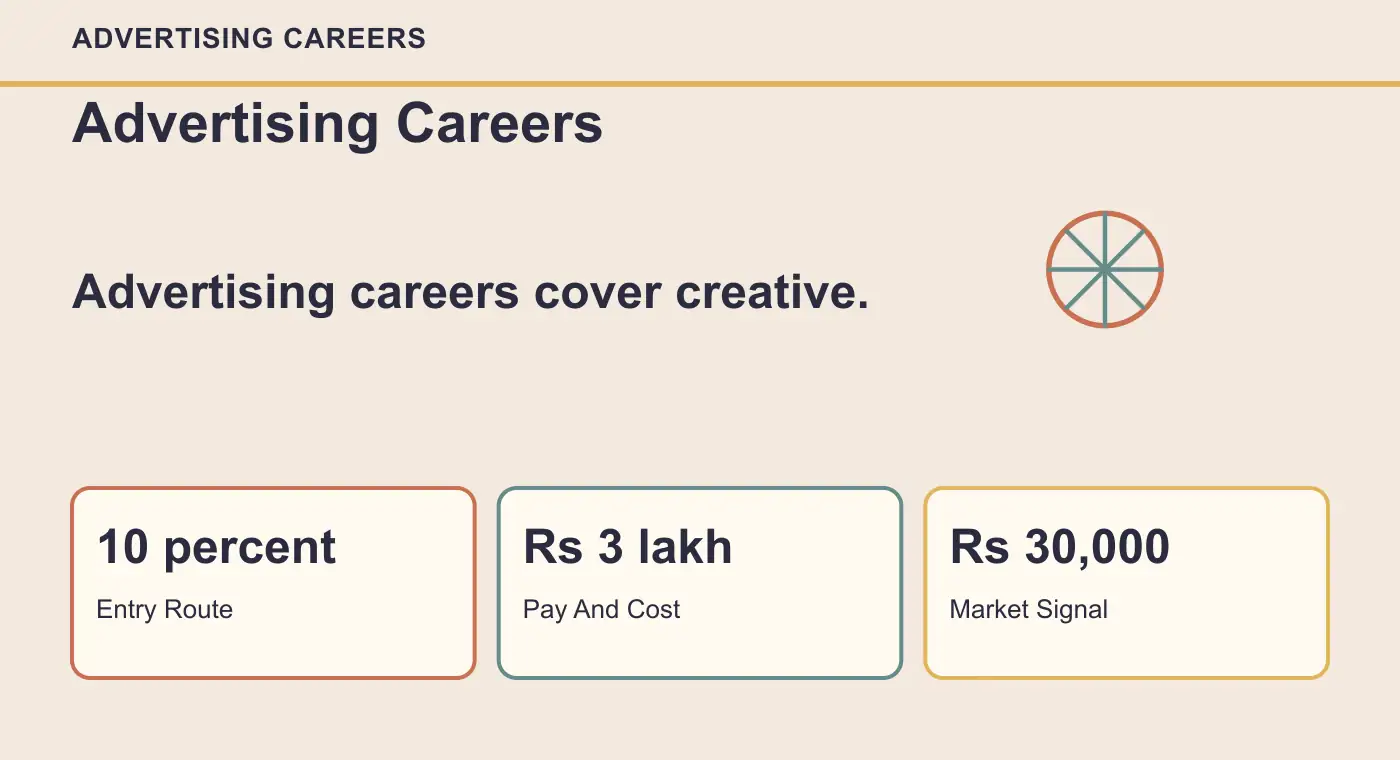 ADVERTISING CAREERS
Advertising Careers
Advertising careers cover creative.
10 percent
Entry Route
Rs 3 lakh
Pay And Cost
Rs 30,000
Market Signal